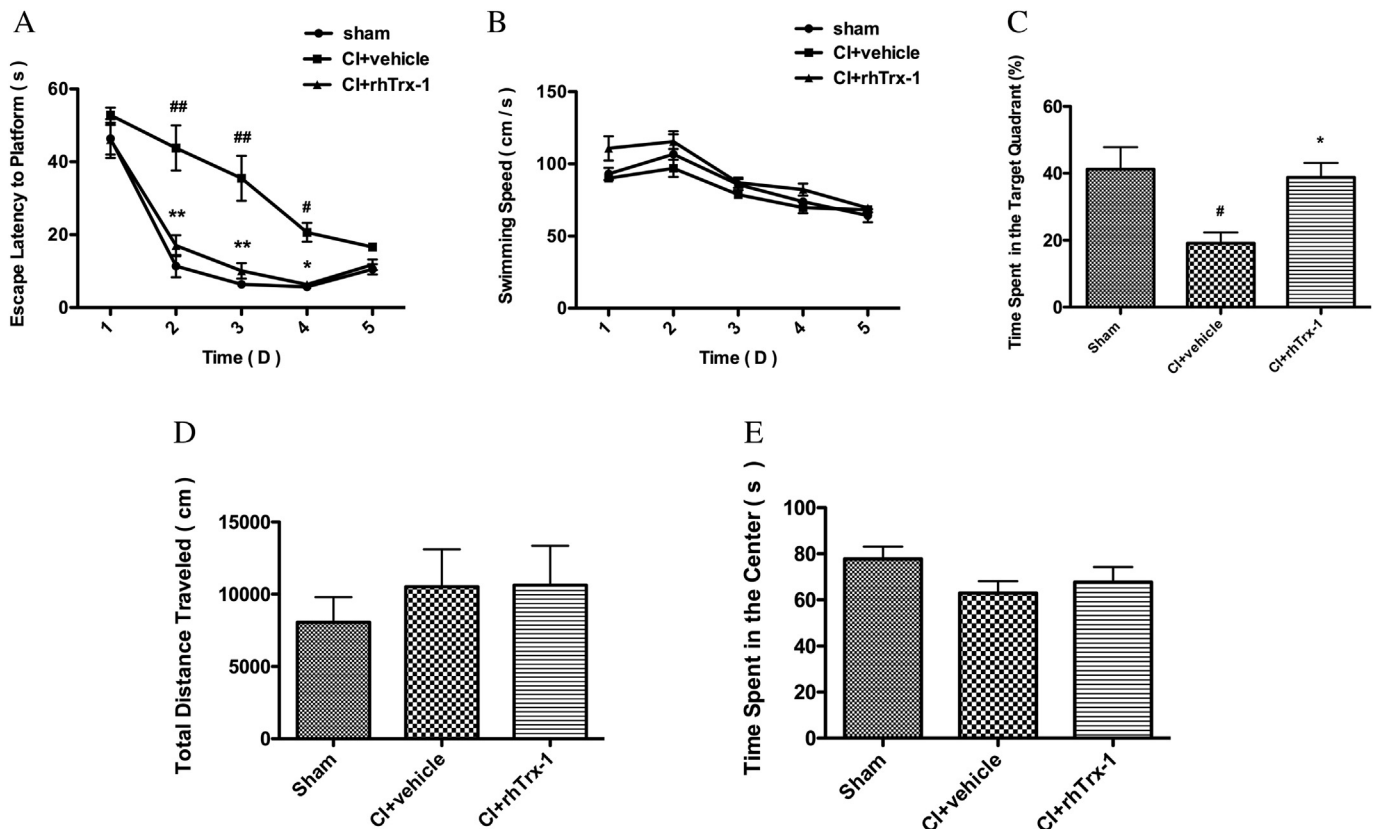 A
sham
CI+vehicle
CI+rhTrx-1
Escape Latency to Platform ( s )
60
40
20
0
##
##
#
**
**
*
1 2 3 4 5
Time ( D )
B
sham
CI+vehicle
CI+rhTrx-1
Swimming Speed ( cm / s )
150
100
50
0
1 2 3 4 5
Time ( D )
C
Time Spent in the Target Quadrant (%)
60
40
20
0
#
*
Sham
CI+vehicle
CI+rhTrx-1
D
Total Distance Traveled ( cm )
15000
10000
5000
0
Sham
CI+vehicle
CI+rhTrx-1
E
Time Spent in the Center ( s )
100
80
60
40
20
0
Sham
CI+vehicle
CI+rhTrx-1